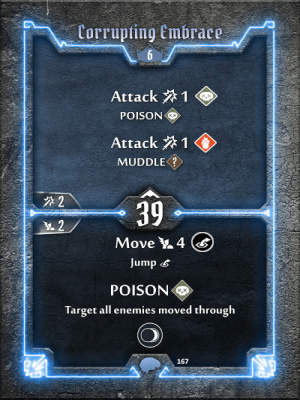 Corrupting Embrace
6
Attack 1
POISON
Attack 1
MUDDLE ?
2
39
2
Move 4
Jump
POISON
Target all enemies moved through
167